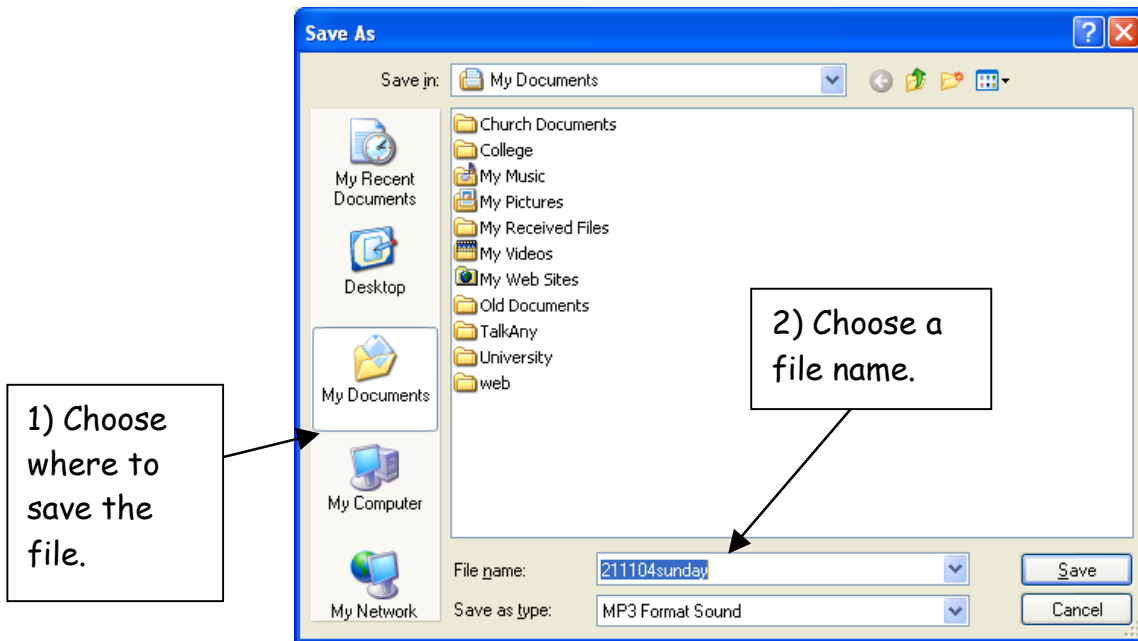 Save As
Save in:
My Documents
My Recent
Documents
Desktop
My Documents
My Computer
My Network
Church Documents
College
My Music
My Pictures
My Received Files
My Videos
My Web Sites
Old Documents
TalkAny
University
web
1) Choose
where to
save the
file.
2) Choose a
file name.
File name:
211104sunday
Save
Save as type:
MP3 Format Sound
Cancel